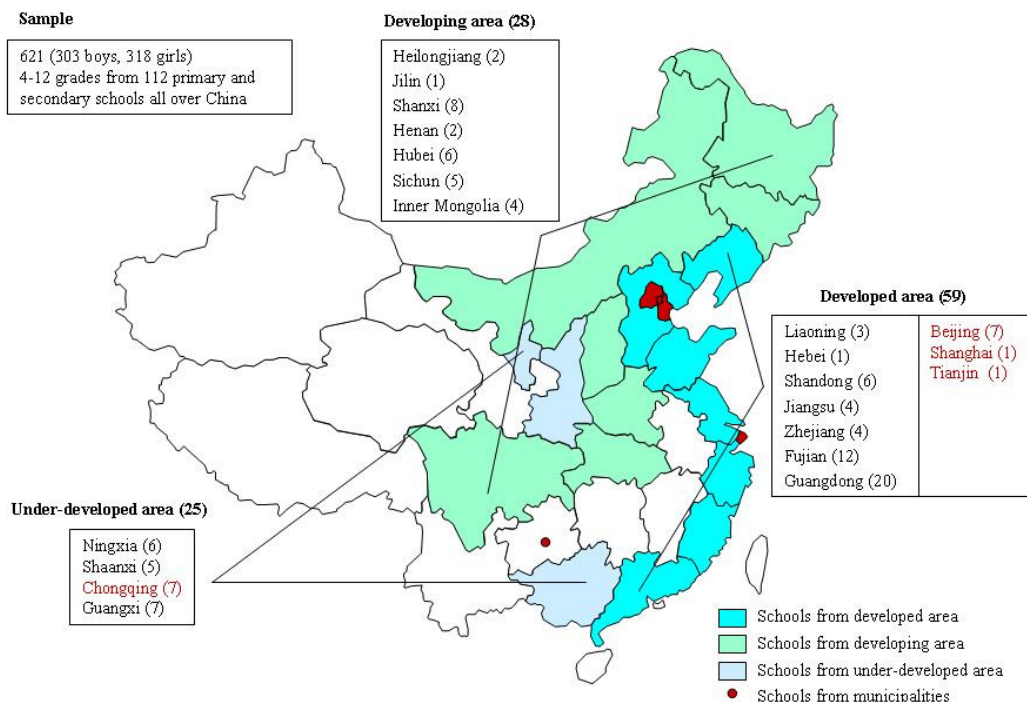 Sample
621 (303 boys, 318 girls)
4-12 grades from 112 primary and
secondary schools all over China
Developing area (28)
Heilongjiang (2)
Jilin (1)
Shanxi (8)
Henan (2)
Hubei (6)
Sichun (5)
Inner Mongolia (4)
Developed area (59)
Liaoning (3)
Hebei (1)
Shandong (6)
Jiangsu (4)
Zhejiang (4)
Fujian (12)
Guangdong (20)
Beijing (7)
Shanghai (1)
Tianjin (1)
Under-developed area (25)
Ningxia (6)
Shaanxi (5)
Chongqing (7)
Guangxi (7)
Schools from developed area
Schools from developing area
Schools from under-developed area
Schools from municipalities